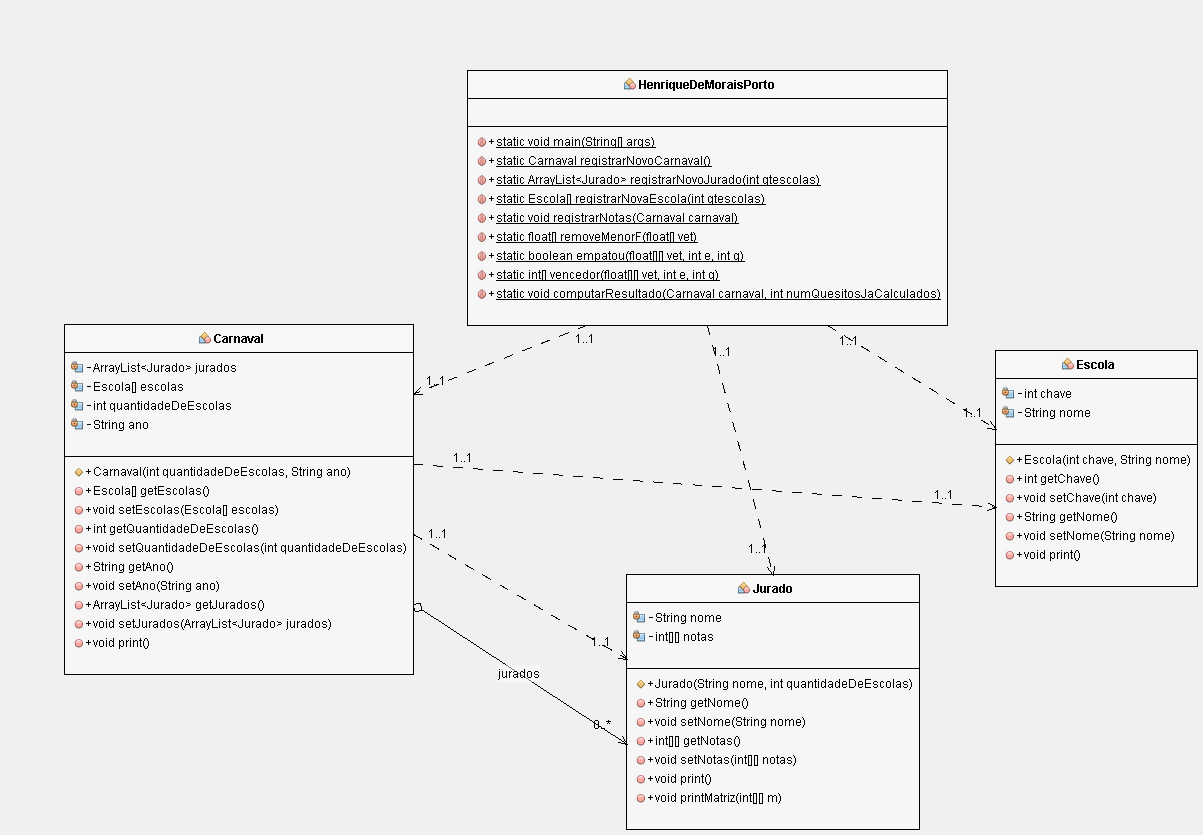 HenriqueDeMoraisPorto
+static void main(String[] args)
+static Carnaval registrarNovoCarnaval()
+static ArrayList<Jurado> registrarNovoJurado(int qtescolas)
+static Escola[] registrarNovaEscola(int qtescolas)
+static void registrarNotas(Carnaval carnaval)
+static float[] removeMenorF(float[] vet)
+static boolean empatou(float[][] vet, int e, int q)
+static int[] vencedor(float[][] vet, int e, int q)
+static void computarResultado(Carnaval carnaval, int numQuesitosJaCalculados)
1..1
1..1
1..1
1..1
1..1
1..1
Carnaval
-ArrayList<Jurado> jurados
-Escola[] escolas
-int quantidadeDeEscolas
-String ano
+Carnaval(int quantidadeDeEscolas, String ano)
+Escola[] getEscolas()
+void setEscolas(Escola[] escolas)
+int getQuantidadeDeEscolas()
+void setQuantidadeDeEscolas(int quantidadeDeEscolas)
+String getAno()
+void setAno(String ano)
+ArrayList<Jurado> getJurados()
+void setJurados(ArrayList<Jurado> jurados)
+void print()
Escola
-int chave
-String nome
+Escola(int chave, String nome)
+int getChave()
+void setChave(int chave)
+String getNome()
+void setNome(String nome)
+void print()
1..1
1..1
1..1
1..1
jurados
0..*
Jurado
-String nome
-int[][] notas
+Jurado(String nome, int quantidadeDeEscolas)
+String getNome()
+void setNome(String nome)
+int[][] getNotas()
+void setNotas(int[][] notas)
+void print()
+void printMatriz(int[][] m)